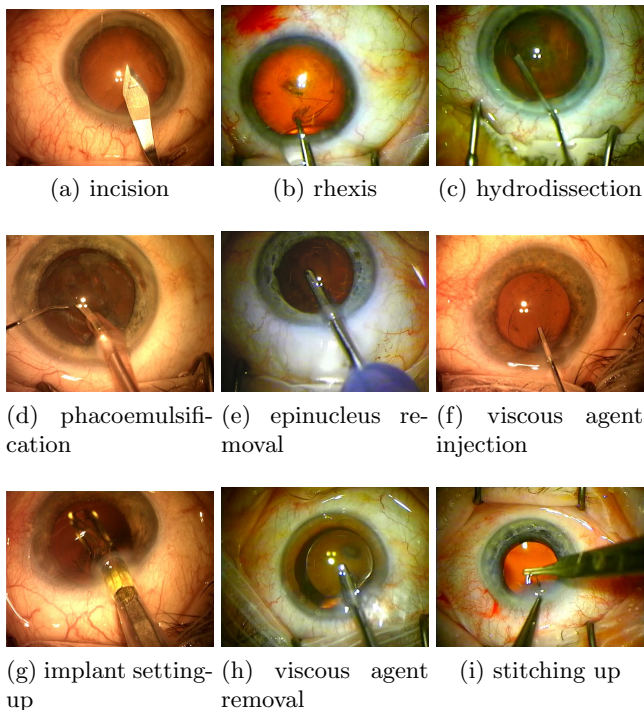 (a) incision
(b) rhexis
(c) hydrodissection
(d) phacoemulsifi-
cation
(e) epinucleus re-
moval
(f) viscous agent
injection
(g) implant setting-
up
(h) viscous agent
removal
(i) stitching up